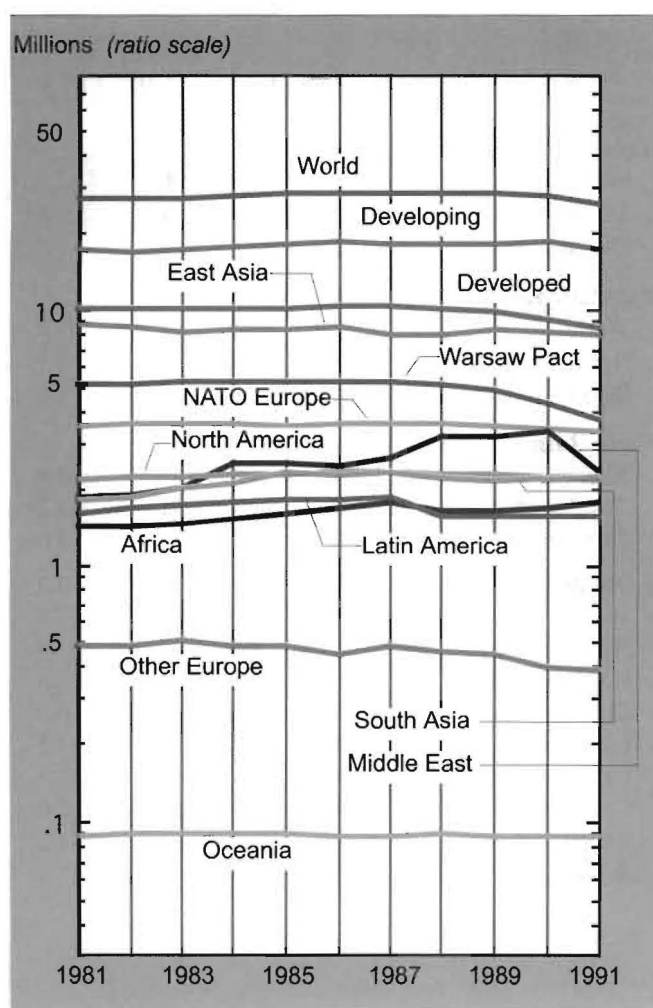 Millions (ratio scale)
50
World
Developing
East Asia
Developed
10
Warsaw Pact
5
NATO Europe
North America
Africa
Latin America
1
.5
Other Europe
South Asia
Middle East
.1
Oceania
1981 1983 1985 1987 1989 1991